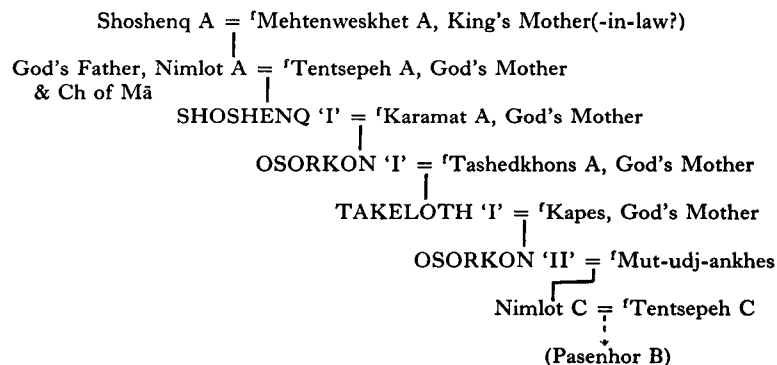 Shoshenq A = ᶠMehtenweskhet A, King's Mother(-in-law?)
God's Father, Nimlot A = ᶠTentsepeh A, God's Mother
& Ch of Mā
SHOSHENQ ‘I’ = ᶠKaramat A, God's Mother
OSORKON ‘I’ = ᶠTashedkhons A, God's Mother
TAKELOTH ‘I’ = ᶠKapes, God's Mother
OSORKON ‘II’ = ᶠMut-udj-ankhes
Nimlot C = ᶠTentsepeh C
(Pasenhor B)